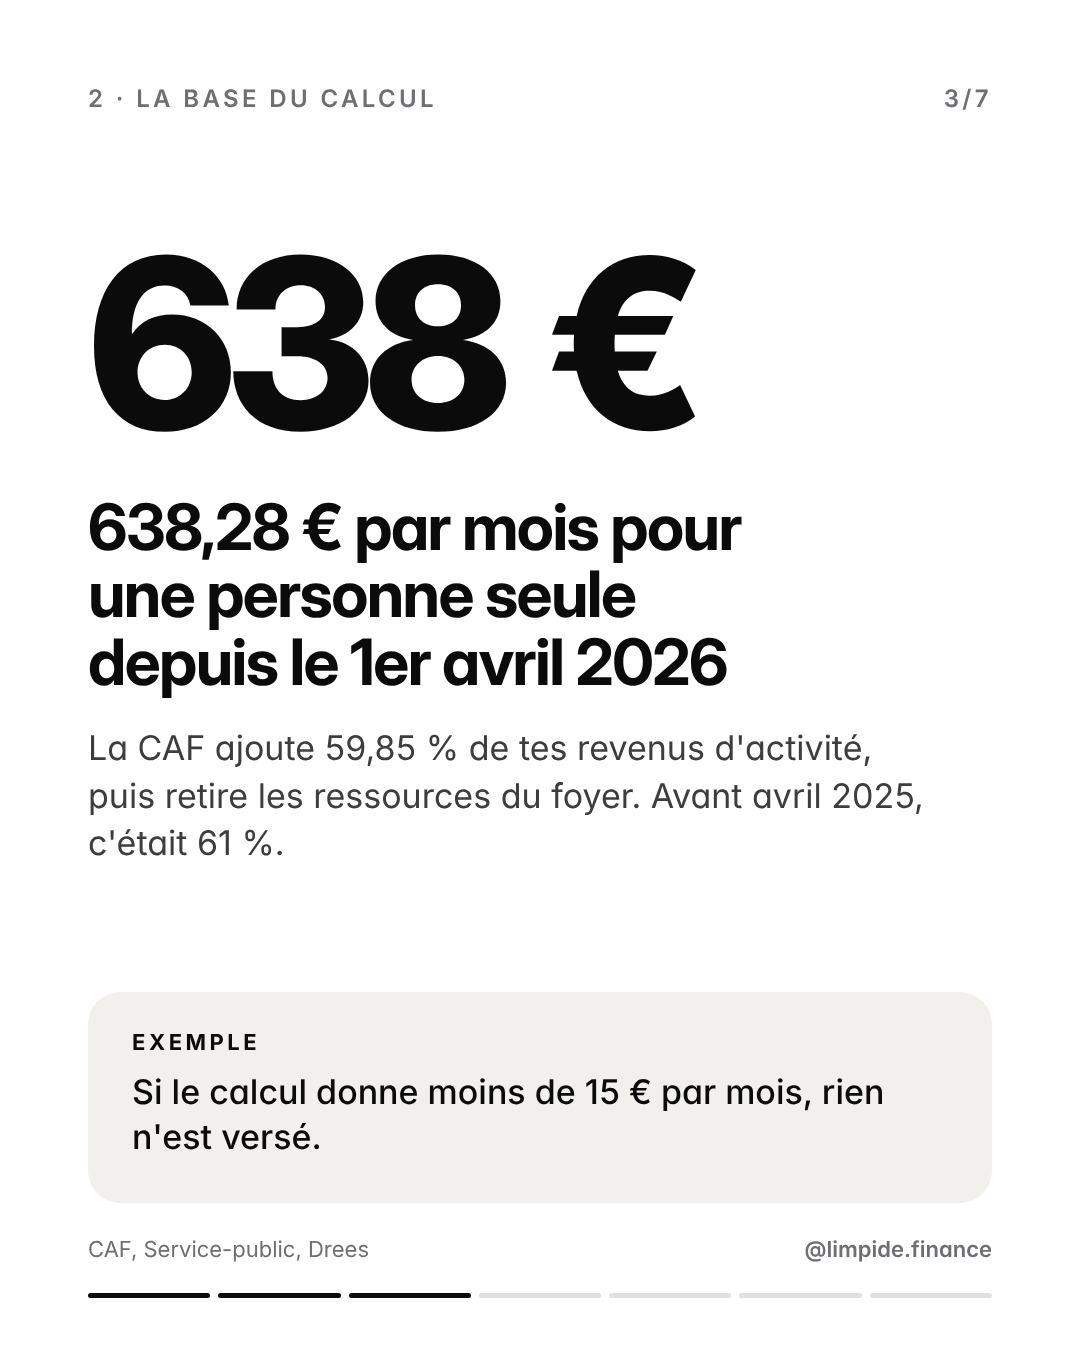 2 · LA BASE DU CALCUL
3/7
638 €
638,28 € par mois pour
une personne seule
depuis le 1er avril 2026
La CAF ajoute 59,85 % de tes revenus d'activité,
puis retire les ressources du foyer. Avant avril 2025,
c'était 61 %.
EXEMPLE
Si le calcul donne moins de 15 € par mois, rien
n'est versé.
CAF, Service-public, Drees
@limpide.finance